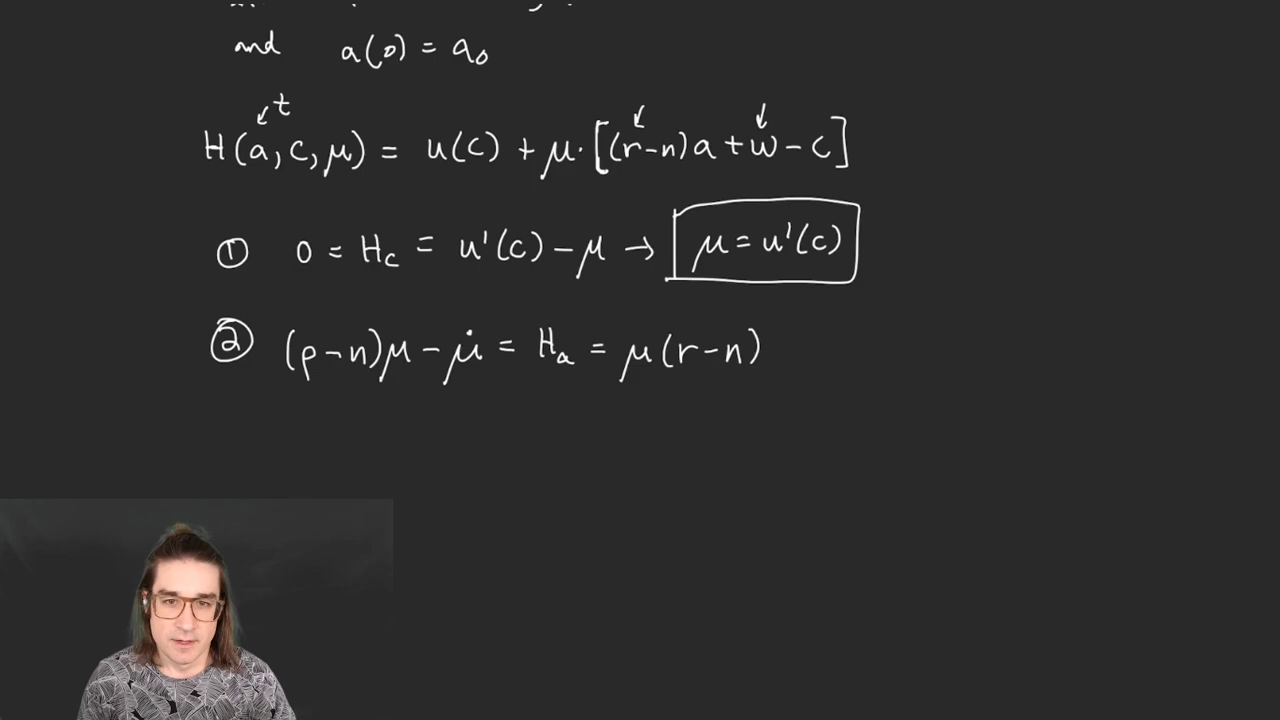 and a(0) = a₀
↙ t ↙ ↓
H(a, c, μ) = u(c) + μ· [(r-n)a + w - c]
① 0 = H_c = u'(c) - μ → μ = u'(c)
② (ρ-n)μ - μ̇ = H_a = μ(r-n)